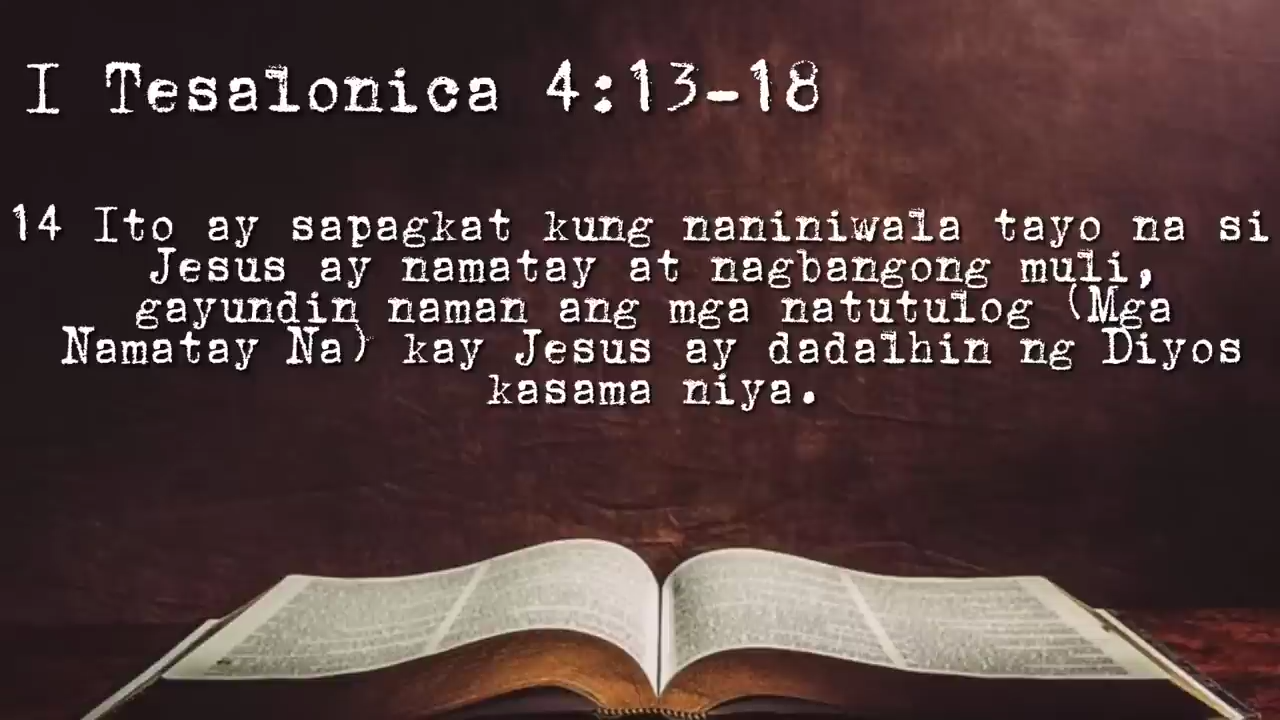 I Tesalonica 4:13-18
14 Ito ay sapagkat kung naniniwala tayo na si
Jesus ay namatay at nagbangong muli,
gayundin naman ang mga natutulog (Mga
Namatay Na) kay Jesus ay dadalhin ng Diyos
kasama niya.